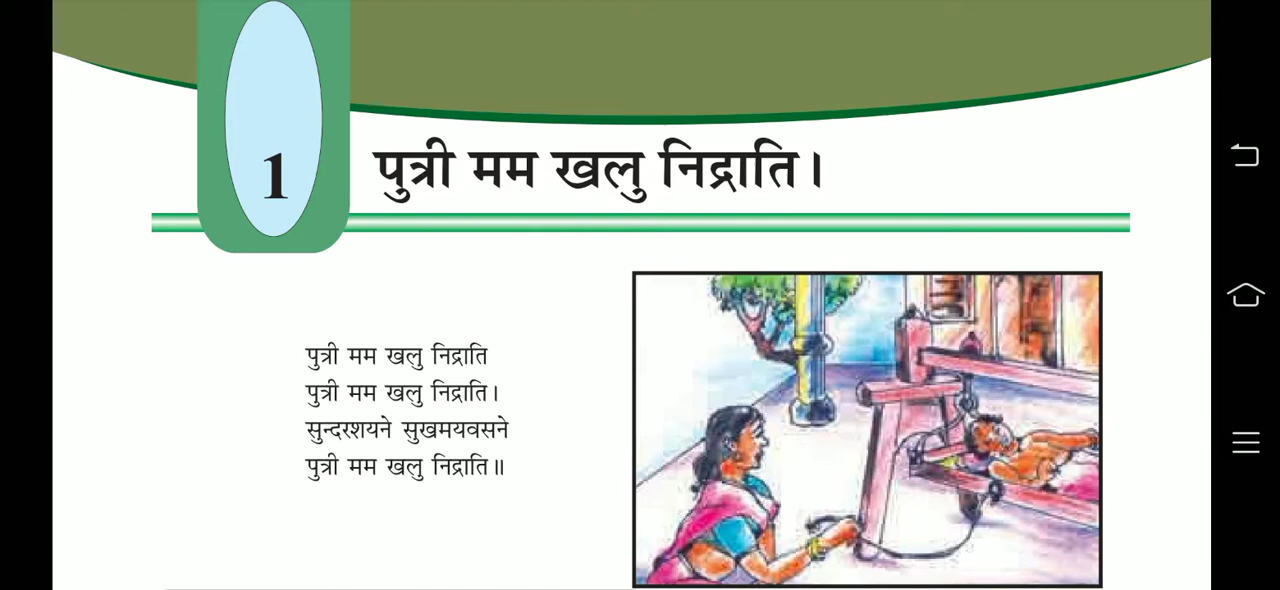 1
पुत्री मम खलु निद्राति।
पुत्री मम खलु निद्राति
पुत्री मम खलु निद्राति।
सुन्दरशयने सुखमयवसने
पुत्री मम खलु निद्राति॥